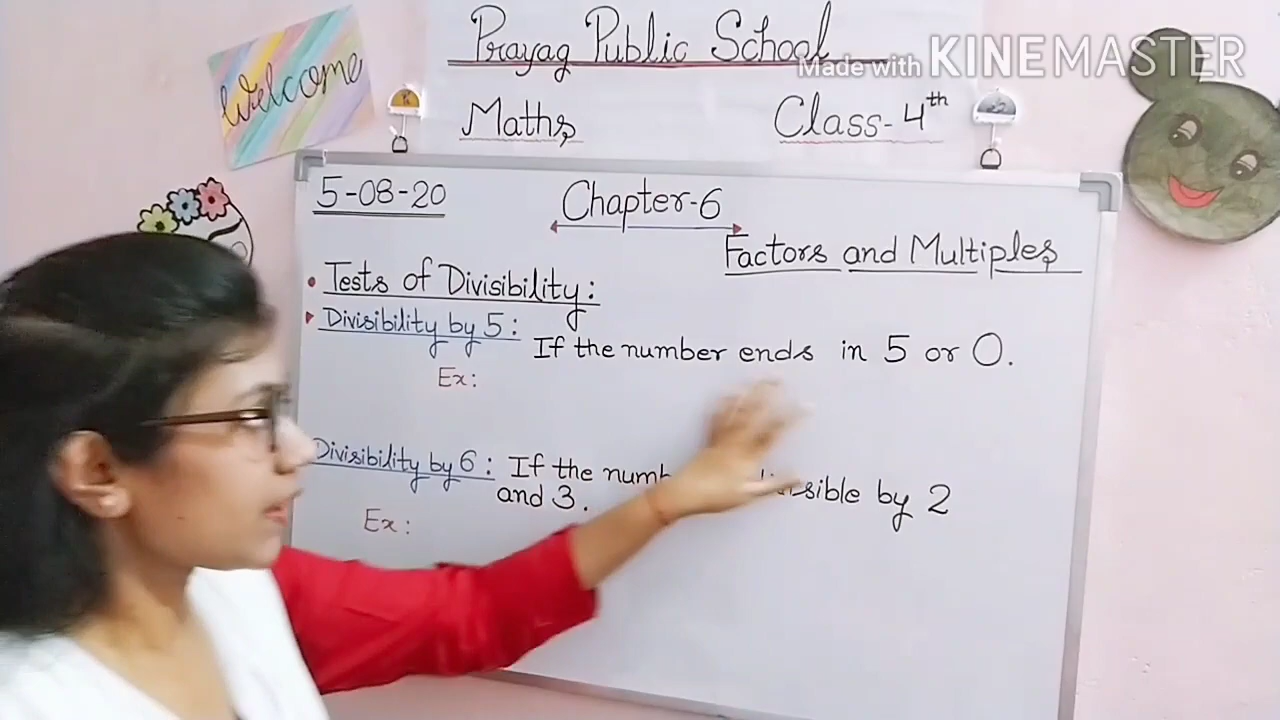 Prayag Public School
Made with KINEMASTER
Welcome
Maths
Class-4th
5-08-20
Chapter-6
Factors and Multiples
Tests of Divisibility:
Divisibility by 5: If the number ends in 5 or 0.
Ex:
Divisibility by 6: If the divisible by 2
and 3.
Ex: